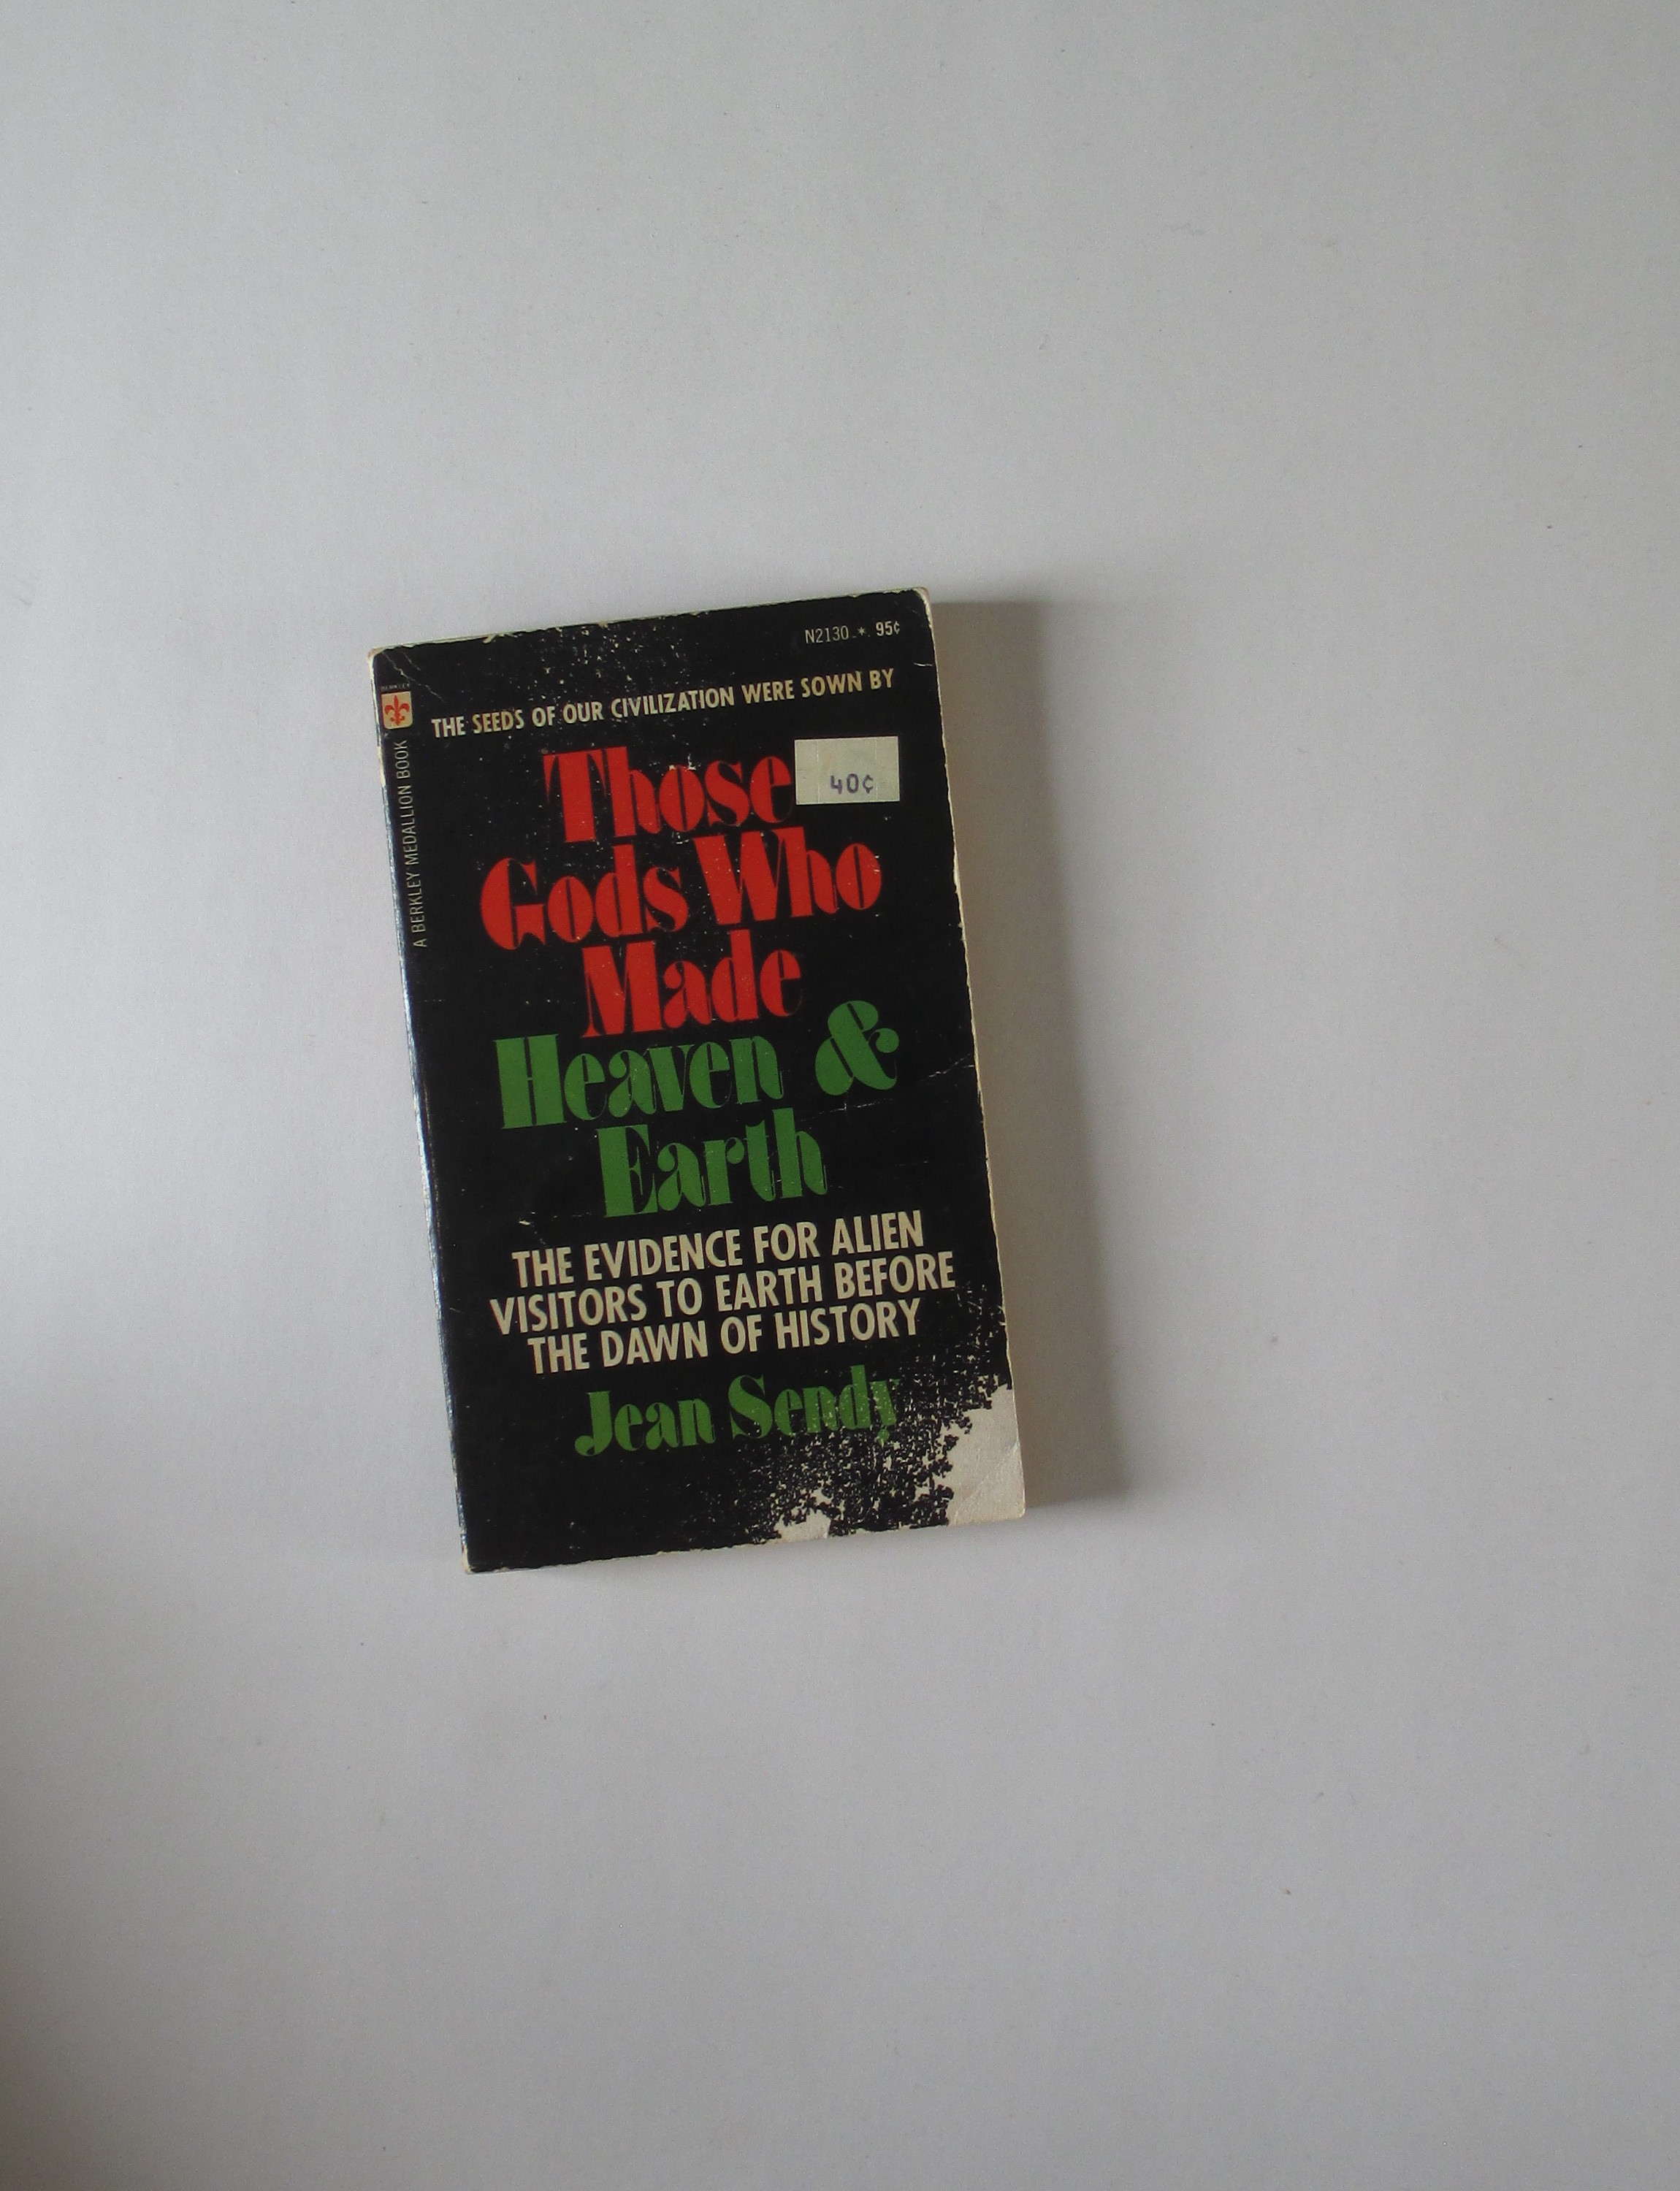 N2130 * 95¢
BERKLEY
THE SEEDS OF OUR CIVILIZATION WERE SOWN BY
A BERKLEY MEDALLION BOOK
40¢
Those
Gods Who
Made
Heaven &
Earth
THE EVIDENCE FOR ALIEN
VISITORS TO EARTH BEFORE
THE DAWN OF HISTORY
Jean Sendy